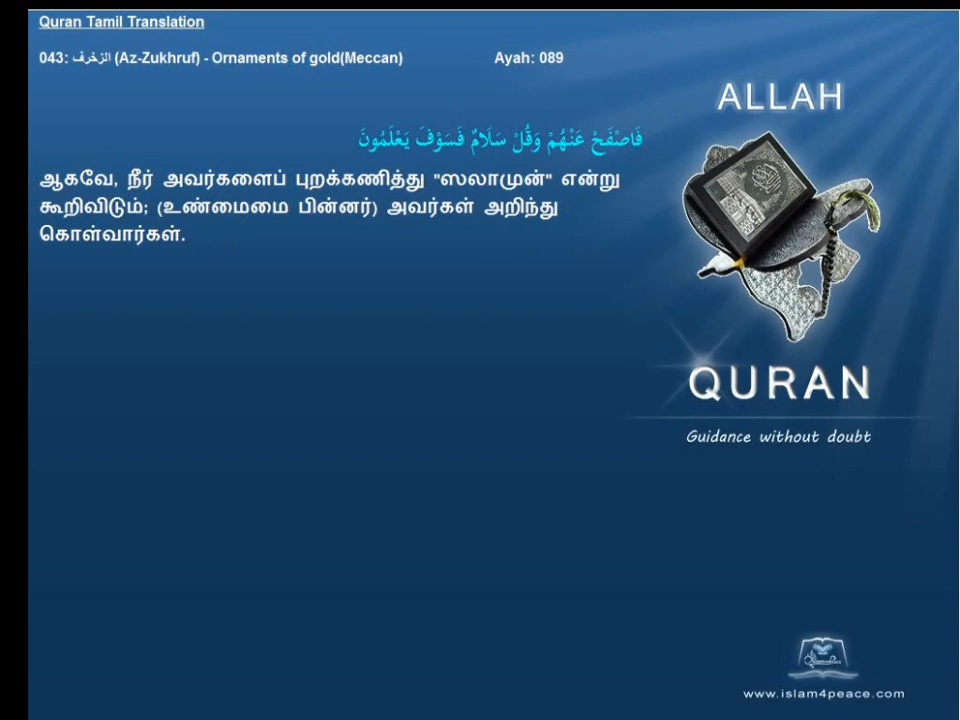 Quran Tamil Translation
043: الزخرف (Az-Zukhruf) - Ornaments of gold(Meccan) Ayah: 089
فَاصْفَحْ عَنْهُمْ وَقُلْ سَلَامٌ فَسَوْفَ يَعْلَمُونَ
ஆகவே, நீர் அவர்களைப் புறக்கணித்து "ஸலாமுன்" என்று
கூறிவிடும்; (உண்மைமை பின்னர்) அவர்கள் அறிந்து
கொள்வார்கள்.
ALLAH
QURAN
Guidance without doubt
www.islam4peace.com